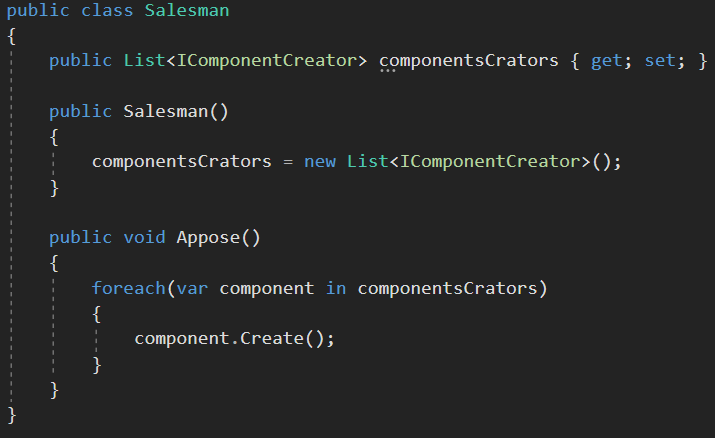 public class Salesman
{
public List<IComponentCreator> componentsCrators { get; set; }
public Salesman()
{
componentsCrators = new List<IComponentCreator>();
}
public void Appose()
{
foreach(var component in componentsCrators)
{
component.Create();
}
}
}